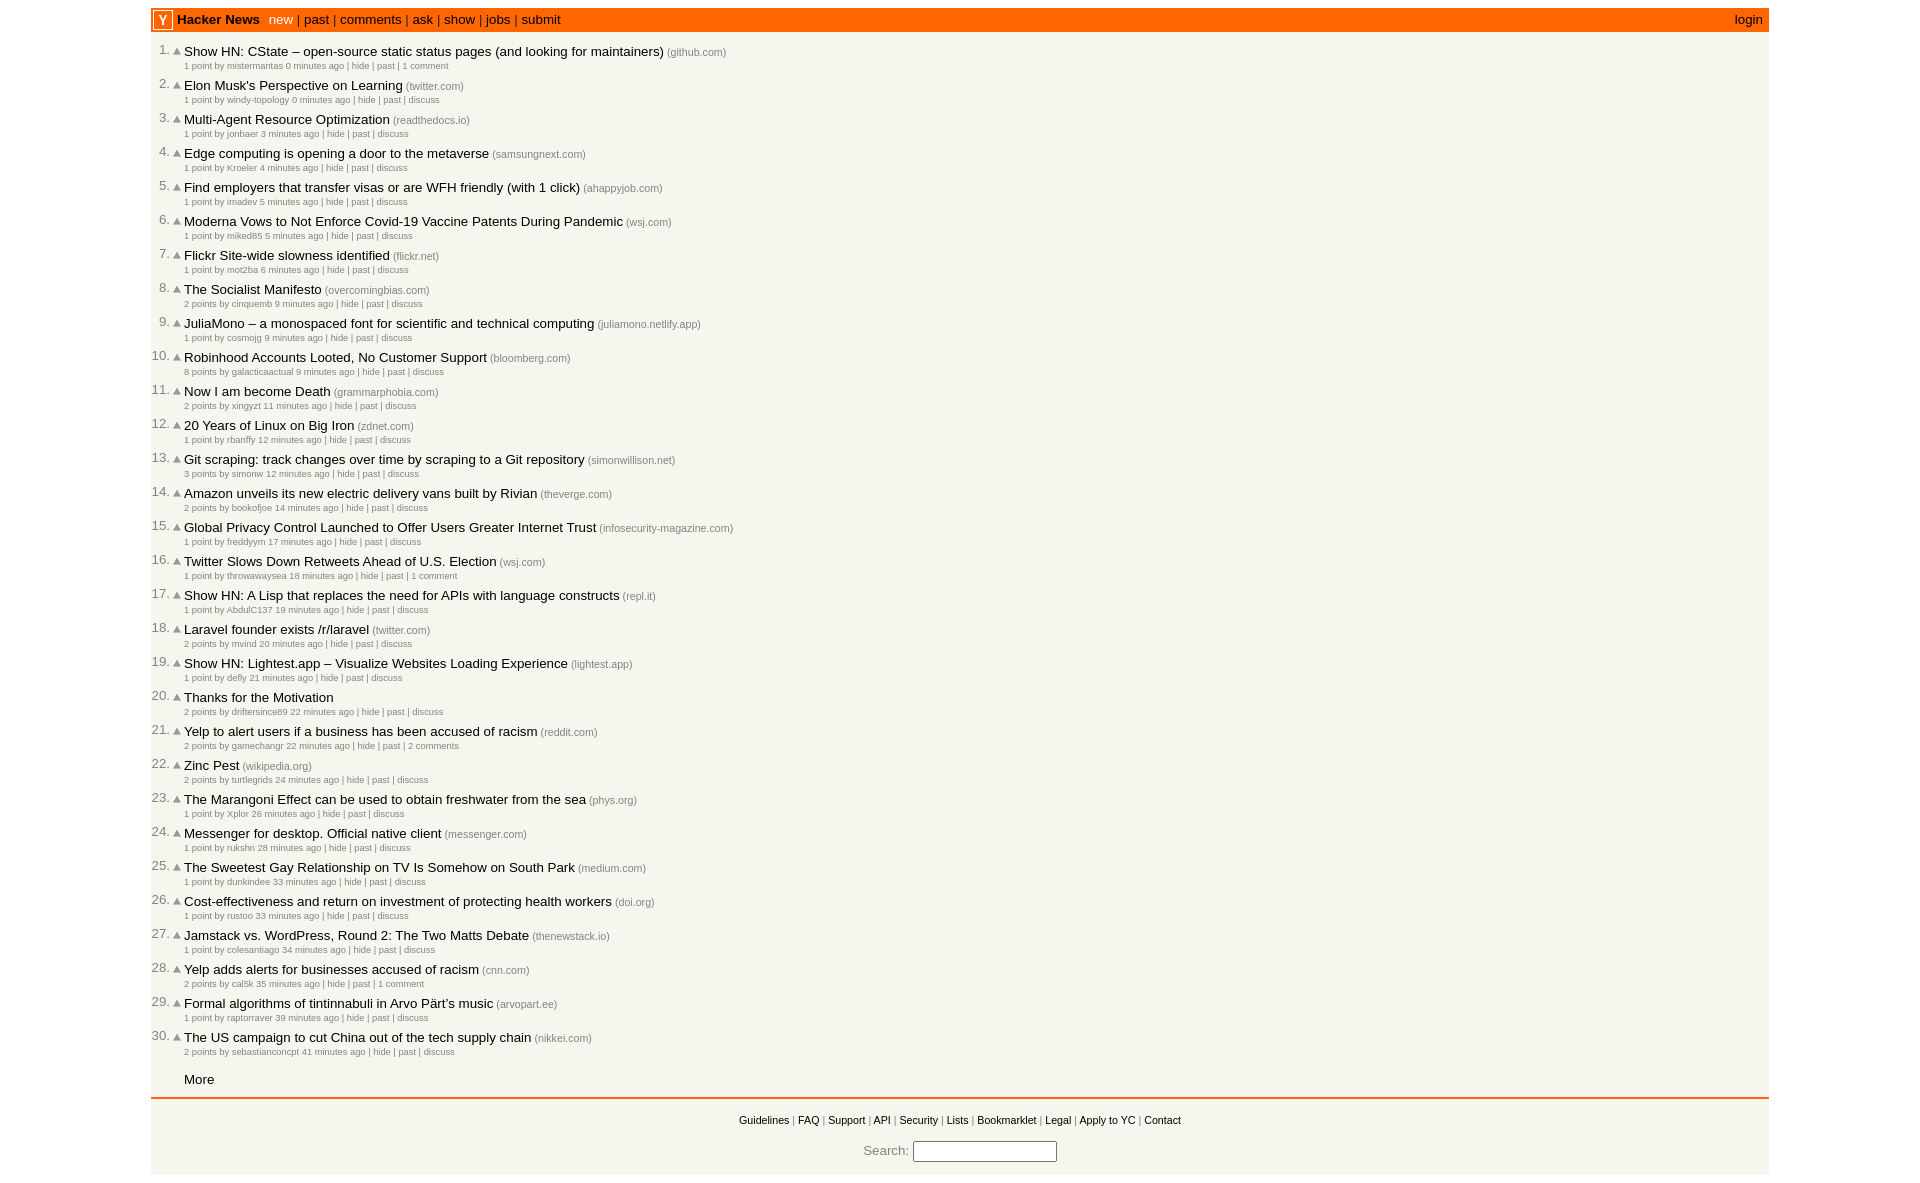 Y Hacker News new | past | comments | ask | show | jobs | submit login
1. Show HN: CState – open-source static status pages (and looking for maintainers) (github.com)
1 point by mistermantas 0 minutes ago | hide | past | 1 comment
2. Elon Musk's Perspective on Learning (twitter.com)
1 point by windy-topology 0 minutes ago | hide | past | discuss
3. Multi-Agent Resource Optimization (readthedocs.io)
1 point by jonbaer 3 minutes ago | hide | past | discuss
4. Edge computing is opening a door to the metaverse (samsungnext.com)
1 point by Kroeler 4 minutes ago | hide | past | discuss
5. Find employers that transfer visas or are WFH friendly (with 1 click) (ahappyjob.com)
1 point by imadev 5 minutes ago | hide | past | discuss
6. Moderna Vows to Not Enforce Covid-19 Vaccine Patents During Pandemic (wsj.com)
1 point by miked85 5 minutes ago | hide | past | discuss
7. Flickr Site-wide slowness identified (flickr.net)
1 point by mot2ba 6 minutes ago | hide | past | discuss
8. The Socialist Manifesto (overcomingbias.com)
2 points by cinquemb 9 minutes ago | hide | past | discuss
9. JuliaMono – a monospaced font for scientific and technical computing (juliamono.netlify.app)
1 point by cosmojg 9 minutes ago | hide | past | discuss
10. Robinhood Accounts Looted, No Customer Support (bloomberg.com)
8 points by galacticaactual 9 minutes ago | hide | past | discuss
11. Now I am become Death (grammarphobia.com)
2 points by xingyzt 11 minutes ago | hide | past | discuss
12. 20 Years of Linux on Big Iron (zdnet.com)
1 point by rbanffy 12 minutes ago | hide | past | discuss
13. Git scraping: track changes over time by scraping to a Git repository (simonwillison.net)
3 points by simonw 12 minutes ago | hide | past | discuss
14. Amazon unveils its new electric delivery vans built by Rivian (theverge.com)
2 points by bookofjoe 14 minutes ago | hide | past | discuss
15. Global Privacy Control Launched to Offer Users Greater Internet Trust (infosecurity-magazine.com)
1 point by freddyym 17 minutes ago | hide | past | discuss
16. Twitter Slows Down Retweets Ahead of U.S. Election (wsj.com)
1 point by throwawaysea 18 minutes ago | hide | past | 1 comment
17. Show HN: A Lisp that replaces the need for APIs with language constructs (repl.it)
1 point by AbdulC137 19 minutes ago | hide | past | discuss
18. Laravel founder exists /r/laravel (twitter.com)
2 points by mvind 20 minutes ago | hide | past | discuss
19. Show HN: Lightest.app – Visualize Websites Loading Experience (lightest.app)
1 point by defly 21 minutes ago | hide | past | discuss
20. Thanks for the Motivation
2 points by driftersince89 22 minutes ago | hide | past | discuss
21. Yelp to alert users if a business has been accused of racism (reddit.com)
2 points by gamechangr 22 minutes ago | hide | past | 2 comments
22. Zinc Pest (wikipedia.org)
2 points by turtlegrids 24 minutes ago | hide | past | discuss
23. The Marangoni Effect can be used to obtain freshwater from the sea (phys.org)
1 point by Xplor 26 minutes ago | hide | past | discuss
24. Messenger for desktop. Official native client (messenger.com)
1 point by rukshn 28 minutes ago | hide | past | discuss
25. The Sweetest Gay Relationship on TV Is Somehow on South Park (medium.com)
1 point by dunkindee 33 minutes ago | hide | past | discuss
26. Cost-effectiveness and return on investment of protecting health workers (doi.org)
1 point by rustoo 33 minutes ago | hide | past | discuss
27. Jamstack vs. WordPress, Round 2: The Two Matts Debate (thenewstack.io)
1 point by colesantiago 34 minutes ago | hide | past | discuss
28. Yelp adds alerts for businesses accused of racism (cnn.com)
2 points by cal5k 35 minutes ago | hide | past | 1 comment
29. Formal algorithms of tintinnabuli in Arvo Pärt’s music (arvopart.ee)
1 point by raptorraver 39 minutes ago | hide | past | discuss
30. The US campaign to cut China out of the tech supply chain (nikkei.com)
2 points by sebastianconcpt 41 minutes ago | hide | past | discuss
More
Guidelines | FAQ | Support | API | Security | Lists | Bookmarklet | Legal | Apply to YC | Contact
Search: